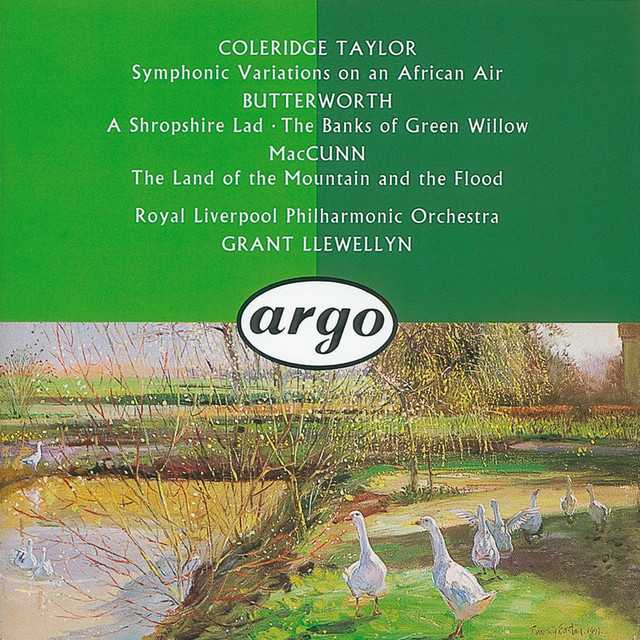 COLERIDGE TAYLOR
Symphonic Variations on an African Air
BUTTERWORTH
A Shropshire Lad · The Banks of Green Willow
MacCUNN
The Land of the Mountain and the Flood
Royal Liverpool Philharmonic Orchestra
GRANT LLEWELLYN
argo